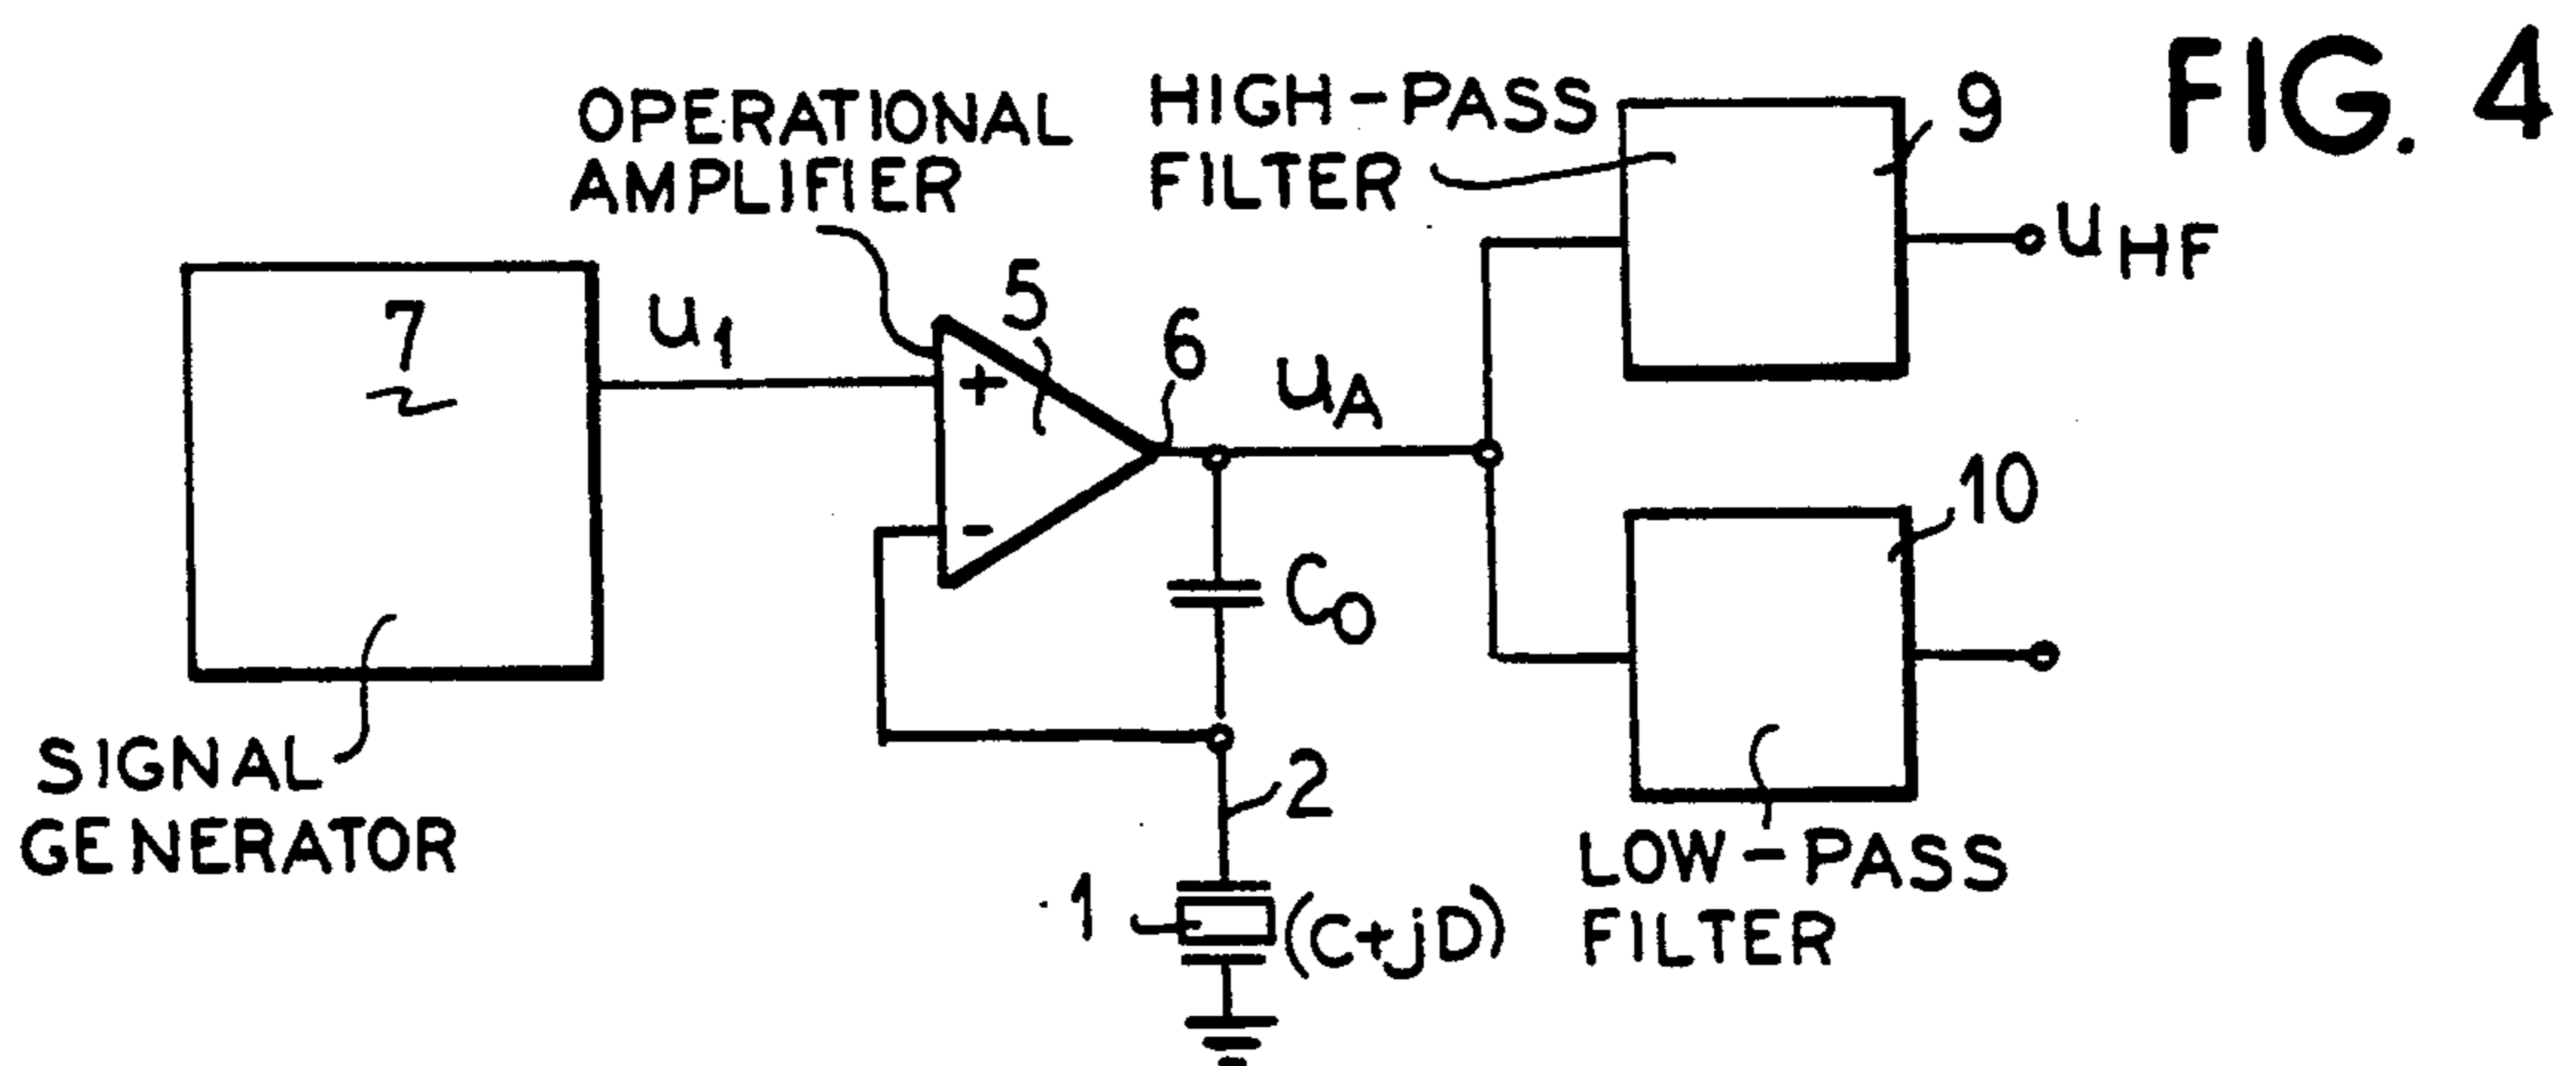 FIG. 4
OPERATIONAL
AMPLIFIER
HIGH-PASS
FILTER
9
u HF
7
u1
5
6
uA
+
-
10
C0
SIGNAL
GENERATOR
2
1
(C+jD)
LOW-PASS
FILTER